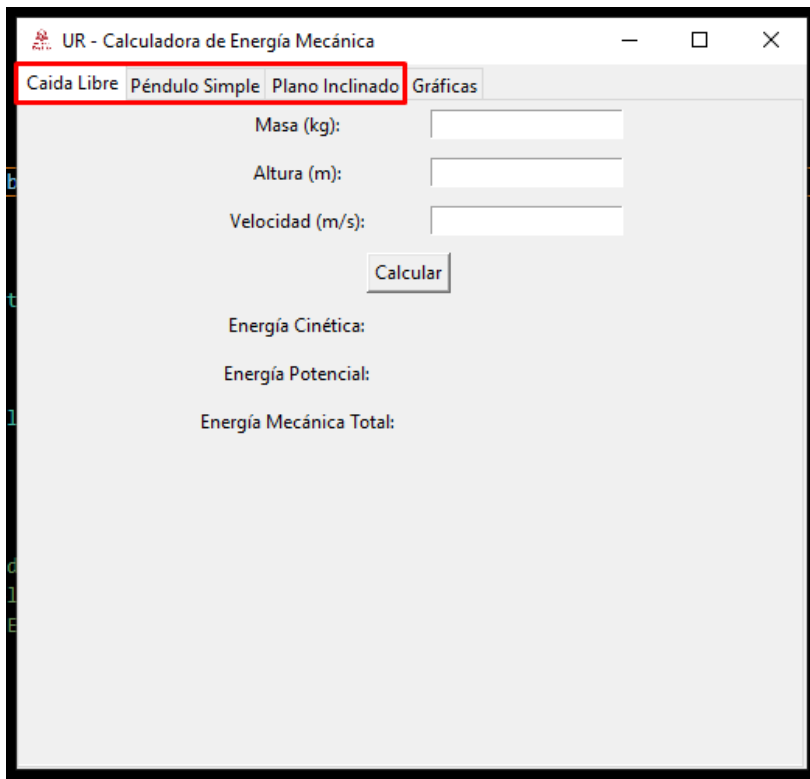 UR - Calculadora de Energía Mecánica
Caida Libre Péndulo Simple Plano Inclinado Gráficas
Masa (kg):
Altura (m):
Velocidad (m/s):
Calcular
Energía Cinética:
Energía Potencial:
Energía Mecánica Total: